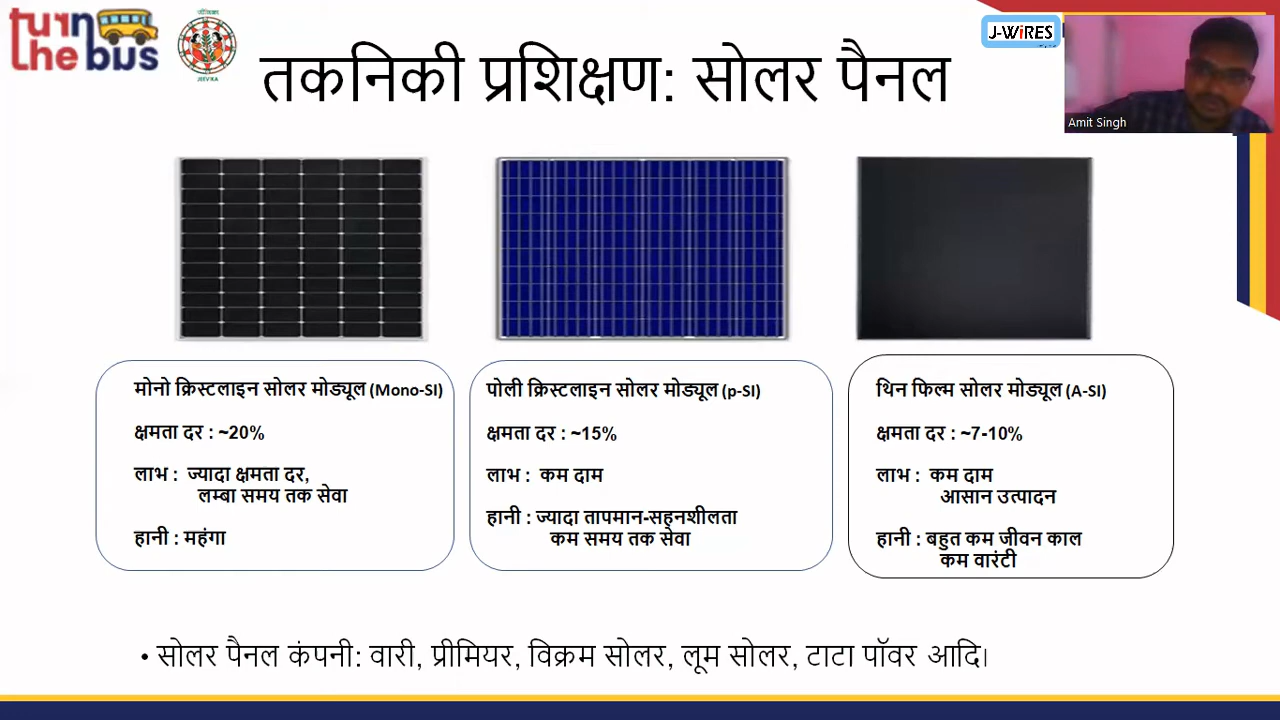 turn
the bus
जीविका
JEEVIKA
तकनिकी प्रशिक्षण: सोलर पैनल
J-WiRES
Amit Singh
मोनो क्रिस्टलाइन सोलर मोड्यूल (Mono-SI)
क्षमता दर : ~20%
लाभ : ज्यादा क्षमता दर,
लम्बा समय तक सेवा
हानी : महंगा
पोली क्रिस्टलाइन सोलर मोड्यूल (p-SI)
क्षमता दर : ~15%
लाभ : कम दाम
हानी : ज्यादा तापमान-सहनशीलता
कम समय तक सेवा
थिन फिल्म सोलर मोड्यूल (A-SI)
क्षमता दर : ~7-10%
लाभ : कम दाम
आसान उत्पादन
हानी : बहुत कम जीवन काल
कम वारंटी
• सोलर पैनल कंपनी: वारी, प्रीमियर, विक्रम सोलर, लूम सोलर, टाटा पॉवर आदि।